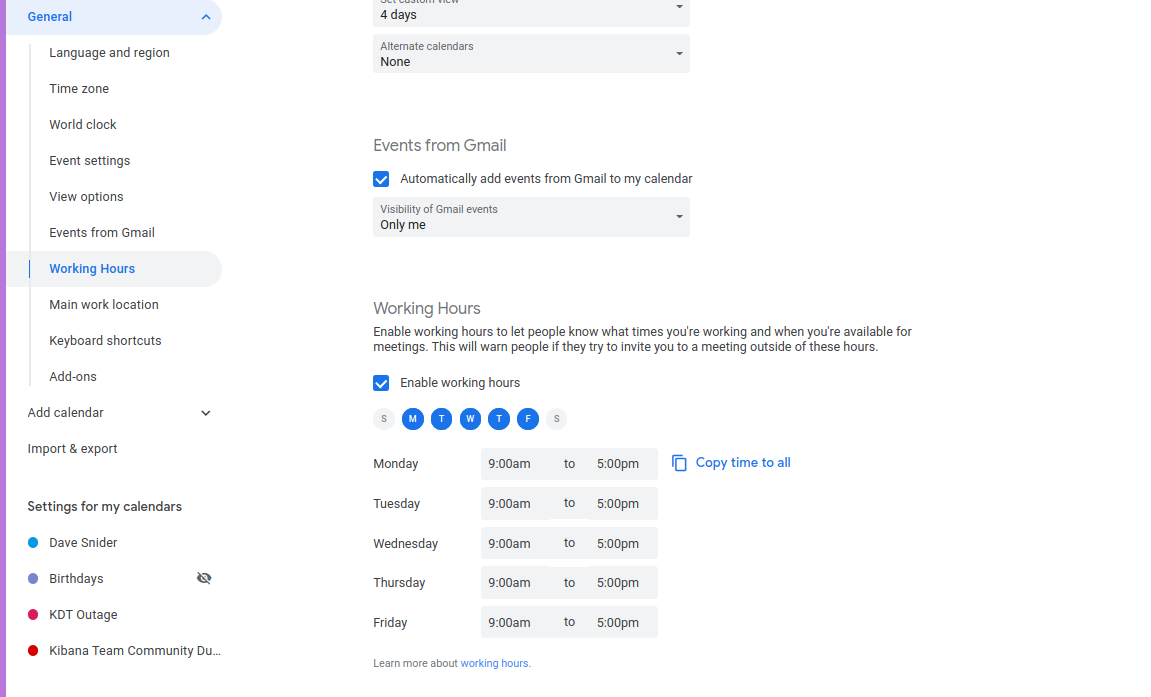 General
Language and region
Time zone
World clock
Event settings
View options
Events from Gmail
Working Hours
Main work location
Keyboard shortcuts
Add-ons
Add calendar
Import & export
Settings for my calendars
Dave Snider
Birthdays
KDT Outage
Kibana Team Community Du...
Set custom view
4 days
Alternate calendars
None
Events from Gmail
Automatically add events from Gmail to my calendar
Visibility of Gmail events
Only me
Working Hours
Enable working hours to let people know what times you're working and when you're available for
meetings. This will warn people if they try to invite you to a meeting outside of these hours.
Enable working hours
S M T W T F S
Monday 9:00am to 5:00pm Copy time to all
Tuesday 9:00am to 5:00pm
Wednesday 9:00am to 5:00pm
Thursday 9:00am to 5:00pm
Friday 9:00am to 5:00pm
Learn more about working hours.